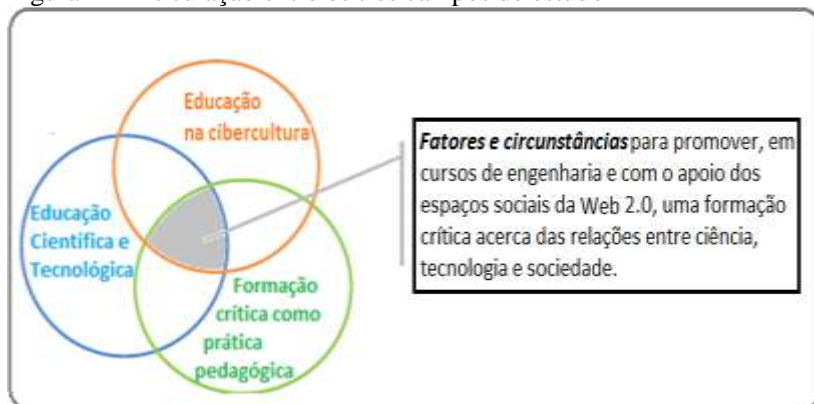 Educação
na cibercultura
Educação
Científica e
Tecnológica
Formação
crítica como
prática
pedagógica
Fatores e circunstâncias para promover, em
cursos de engenharia e com o apoio dos
espaços sociais da Web 2.0, uma formação
crítica acerca das relações entre ciência,
tecnologia e sociedade.